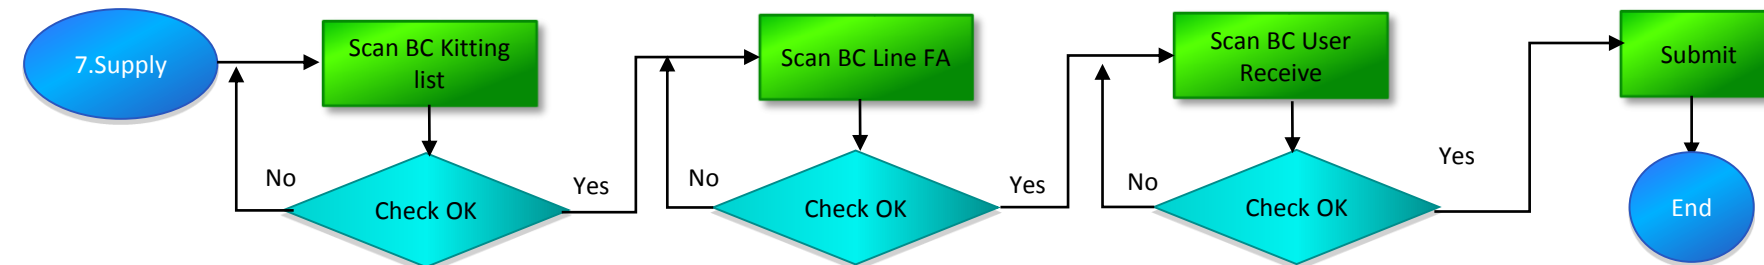 7.Supply
Scan BC Kitting
list
Check OK
No
Yes
Scan BC Line FA
Check OK
No
Yes
Scan BC User
Receive
Check OK
No
Yes
Submit
End